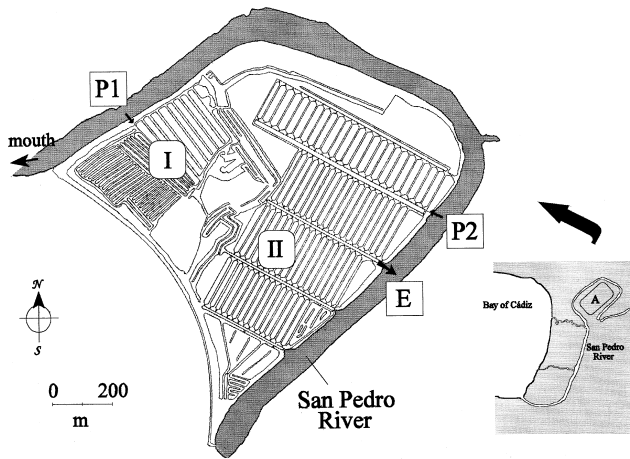 P1
mouth
I
P2
II
E
N
S
0 200
m
San Pedro
River
Bay of Cádiz
A
San Pedro
River